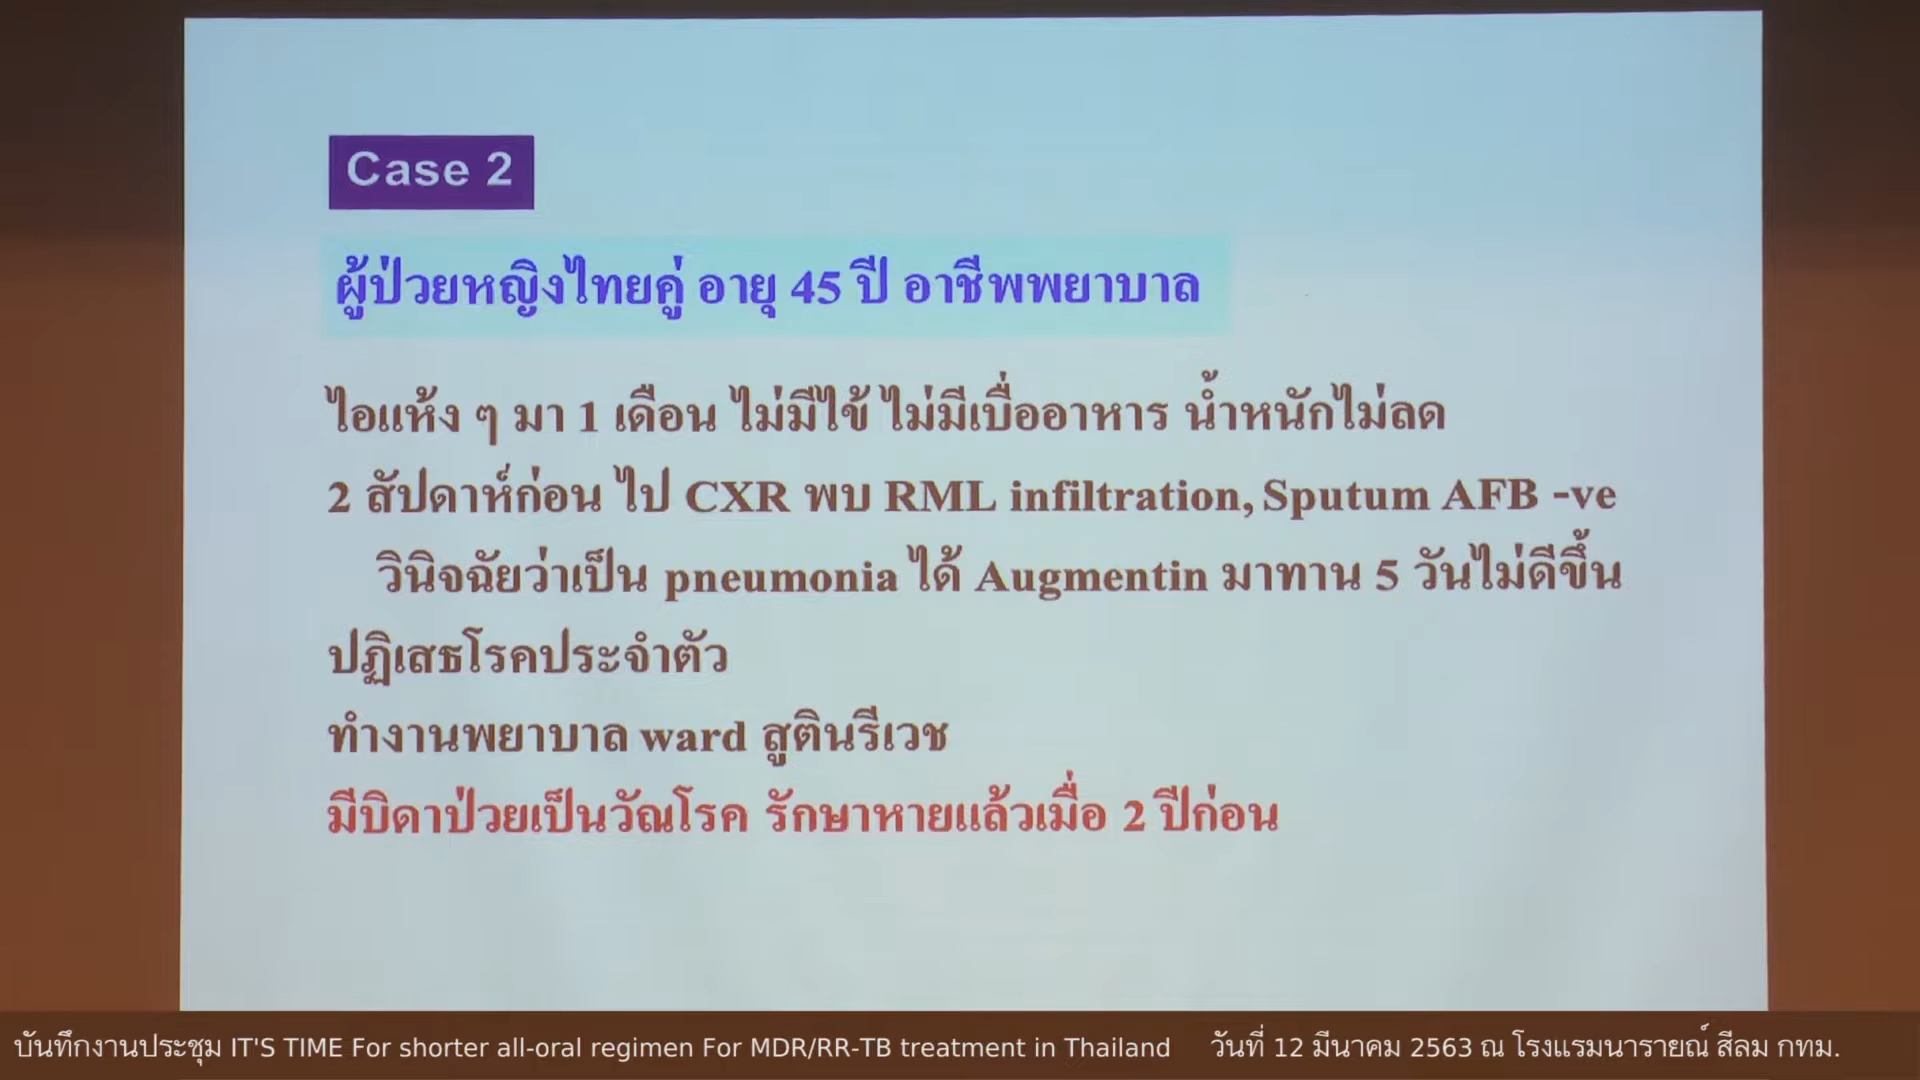 Case 2
ผู้ป่วยหญิงไทยคู่ อายุ 45 ปี อาชีพพยาบาล
ไอแห้ง ๆ มา 1 เดือน ไม่มีไข้ ไม่มีเบื่ออาหาร น้ำหนักไม่ลด
2 สัปดาห์ก่อน ไป CXR พบ RML infiltration, Sputum AFB -ve
วินิจฉัยว่าเป็น pneumonia ได้ Augmentin มาทาน 5 วันไม่ดีขึ้น
ปฏิเสธโรคประจำตัว
ทำงานพยาบาล ward สูตินรีเวช
มีบิดาป่วยเป็นวัณโรค รักษาหายแล้วเมื่อ 2 ปีก่อน
บันทึกงานประชุม IT'S TIME For shorter all-oral regimen For MDR/RR-TB treatment in Thailand วันที่ 12 มีนาคม 2563 ณ โรงแรมนารายณ์ สีลม กทม.